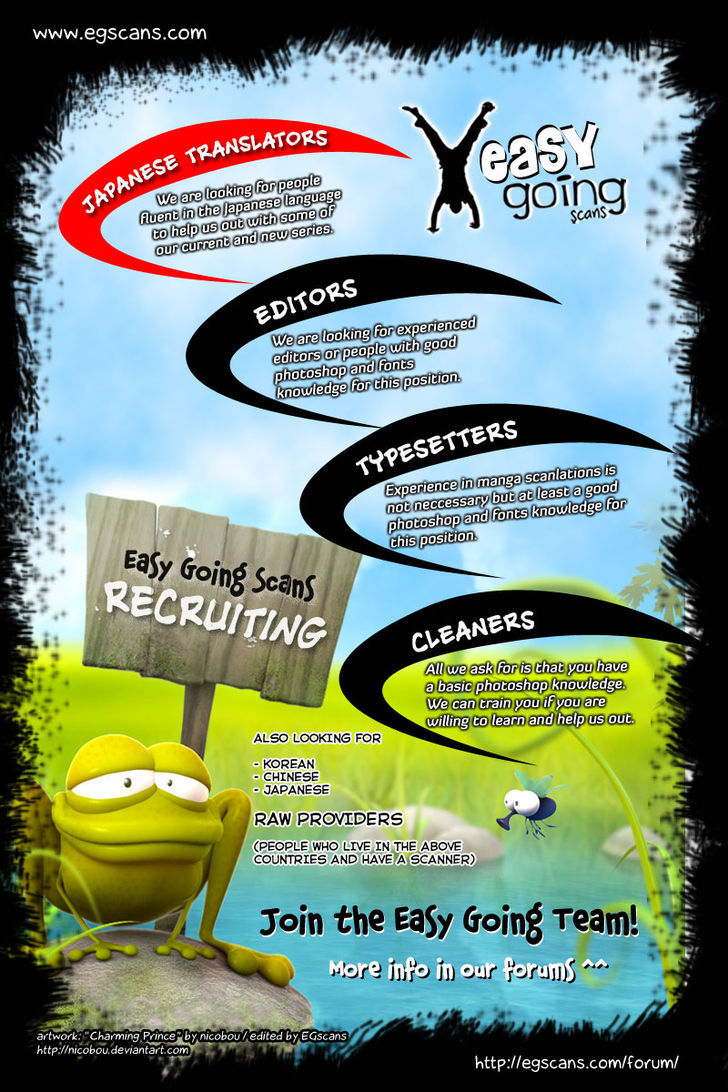 www.egscans.com
easy
going
scans
JAPANESE TRANSLATORS
We are looking for people
fluent in the Japanese language
to help us out with some of
our current and new series.
EDITORS
We are looking for experienced
editors or people with good
photoshop and fonts
knowledge for this position.
TYPESETTERS
Experience in manga scanlations is
not neccessary but at least a good
photoshop and fonts knowledge for
this position.
Easy Going Scans
RECRUITING
CLEANERS
All we ask for is that you have
a basic photoshop knowledge.
We can train you if you are
willing to learn and help us out.
ALSO LOOKING FOR
- KOREAN
- CHINESE
- JAPANESE
RAW PROVIDERS
(PEOPLE WHO LIVE IN THE ABOVE
COUNTRIES AND HAVE A SCANNER)
Join the Easy Going Team!
More info in our forums ^^
artwork: "Charming Prince" by nicobou / edited by EGscans
http://nicobou.deviantart.com
http://egscans.com/forum/